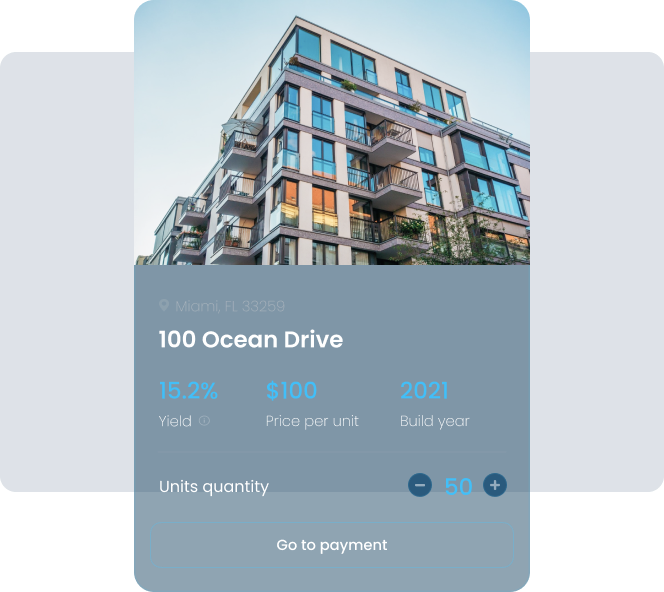 Miami, FL 33259
100 Ocean Drive
15.2% $100 2021
Yield Price per unit Build year
Units quantity 50
Go to payment